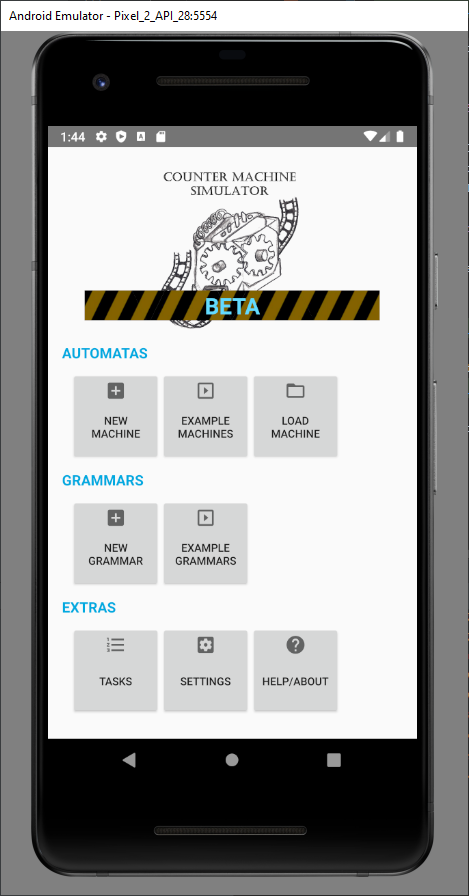 Android Emulator - Pixel_2_API_28:5554
1:44
COUNTER MACHINE
SIMULATOR
BETA
AUTOMATAS
NEW
MACHINE
EXAMPLE
MACHINES
LOAD
MACHINE
GRAMMARS
NEW
GRAMMAR
EXAMPLE
GRAMMARS
EXTRAS
TASKS
SETTINGS
HELP/ABOUT